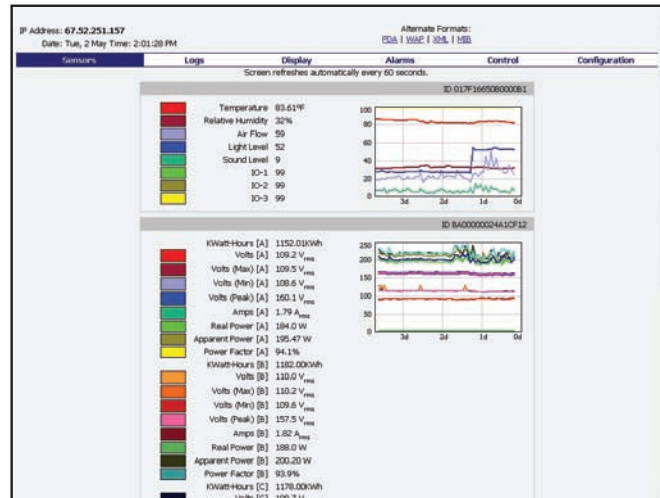 IP Address: 67.52.251.157
Date: Tue, 2 May Time: 2:01:28 PM
Alternate Formats:
PDA | WAP | XML | MIB
Sensors Logs Display Alarms Control Configuration
Screen refreshes automatically every 60 seconds.
ID 017F16650B0000B1
Temperature 83.61ºF
Relative Humidity 32%
Air Flow 59
Light Level 52
Sound Level 9
IO-1 99
IO-2 99
IO-3 99
100
80
60
40
20
0
3d 2d 1d 0d
ID BA00000024A1CF12
KWatt-Hours [A] 1152.01KWh
Volts [A] 109.2 Vrms
Volts (Max) [A] 109.5 Vrms
Volts (Min) [A] 108.6 Vrms
Volts (Peak) [A] 160.1 Vrms
Amps [A] 1.79 Arms
Real Power [A] 184.0 W
Apparent Power [A] 195.47 W
Power Factor [A] 94.1%
KWatt-Hours [B] 1182.00KWh
Volts [B] 110.0 Vrms
Volts (Max) [B] 110.2 Vrms
Volts (Min) [B] 109.6 Vrms
Volts (Peak) [B] 157.5 Vrms
Amps [B] 1.82 Arms
Real Power [B] 188.0 W
Apparent Power [B] 200.20 W
Power Factor [B] 93.9%
KWatt-Hours [C] 1178.00KWh
Volts [C] 109.7 V
250
200
150
100
50
0
3d 2d 1d 0d